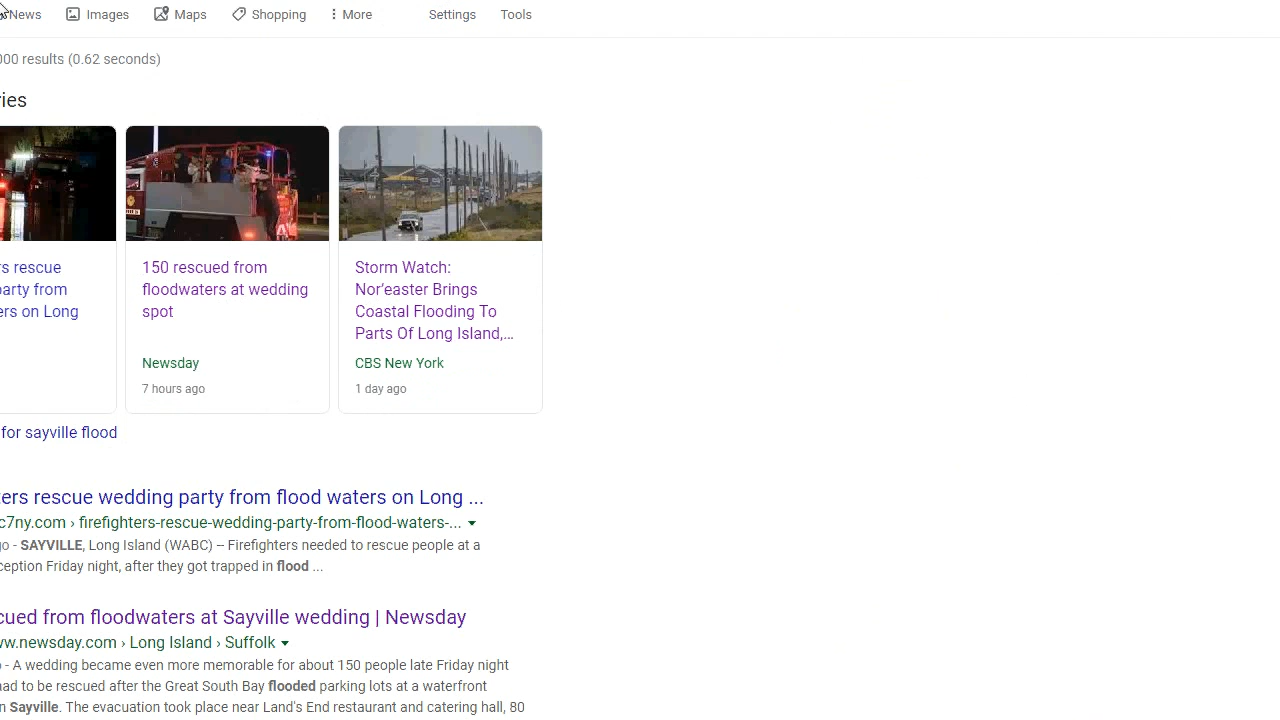 News Images Maps Shopping More Settings Tools
000 results (0.62 seconds)
ries
rs rescue
party from
ers on Long
150 rescued from
floodwaters at wedding
spot
Newsday
7 hours ago
Storm Watch:
Nor'easter Brings
Coastal Flooding To
Parts Of Long Island,...
CBS New York
1 day ago
for sayville flood
ters rescue wedding party from flood waters on Long ...
c7ny.com › firefighters-rescue-wedding-party-from-flood-waters-...
go - SAYVILLE, Long Island (WABC) -- Firefighters needed to rescue people at a
ception Friday night, after they got trapped in flood ...
cued from floodwaters at Sayville wedding | Newsday
ww.newsday.com › Long Island › Suffolk
o - A wedding became even more memorable for about 150 people late Friday night
had to be rescued after the Great South Bay flooded parking lots at a waterfront
n Sayville. The evacuation took place near Land's End restaurant and catering hall, 80